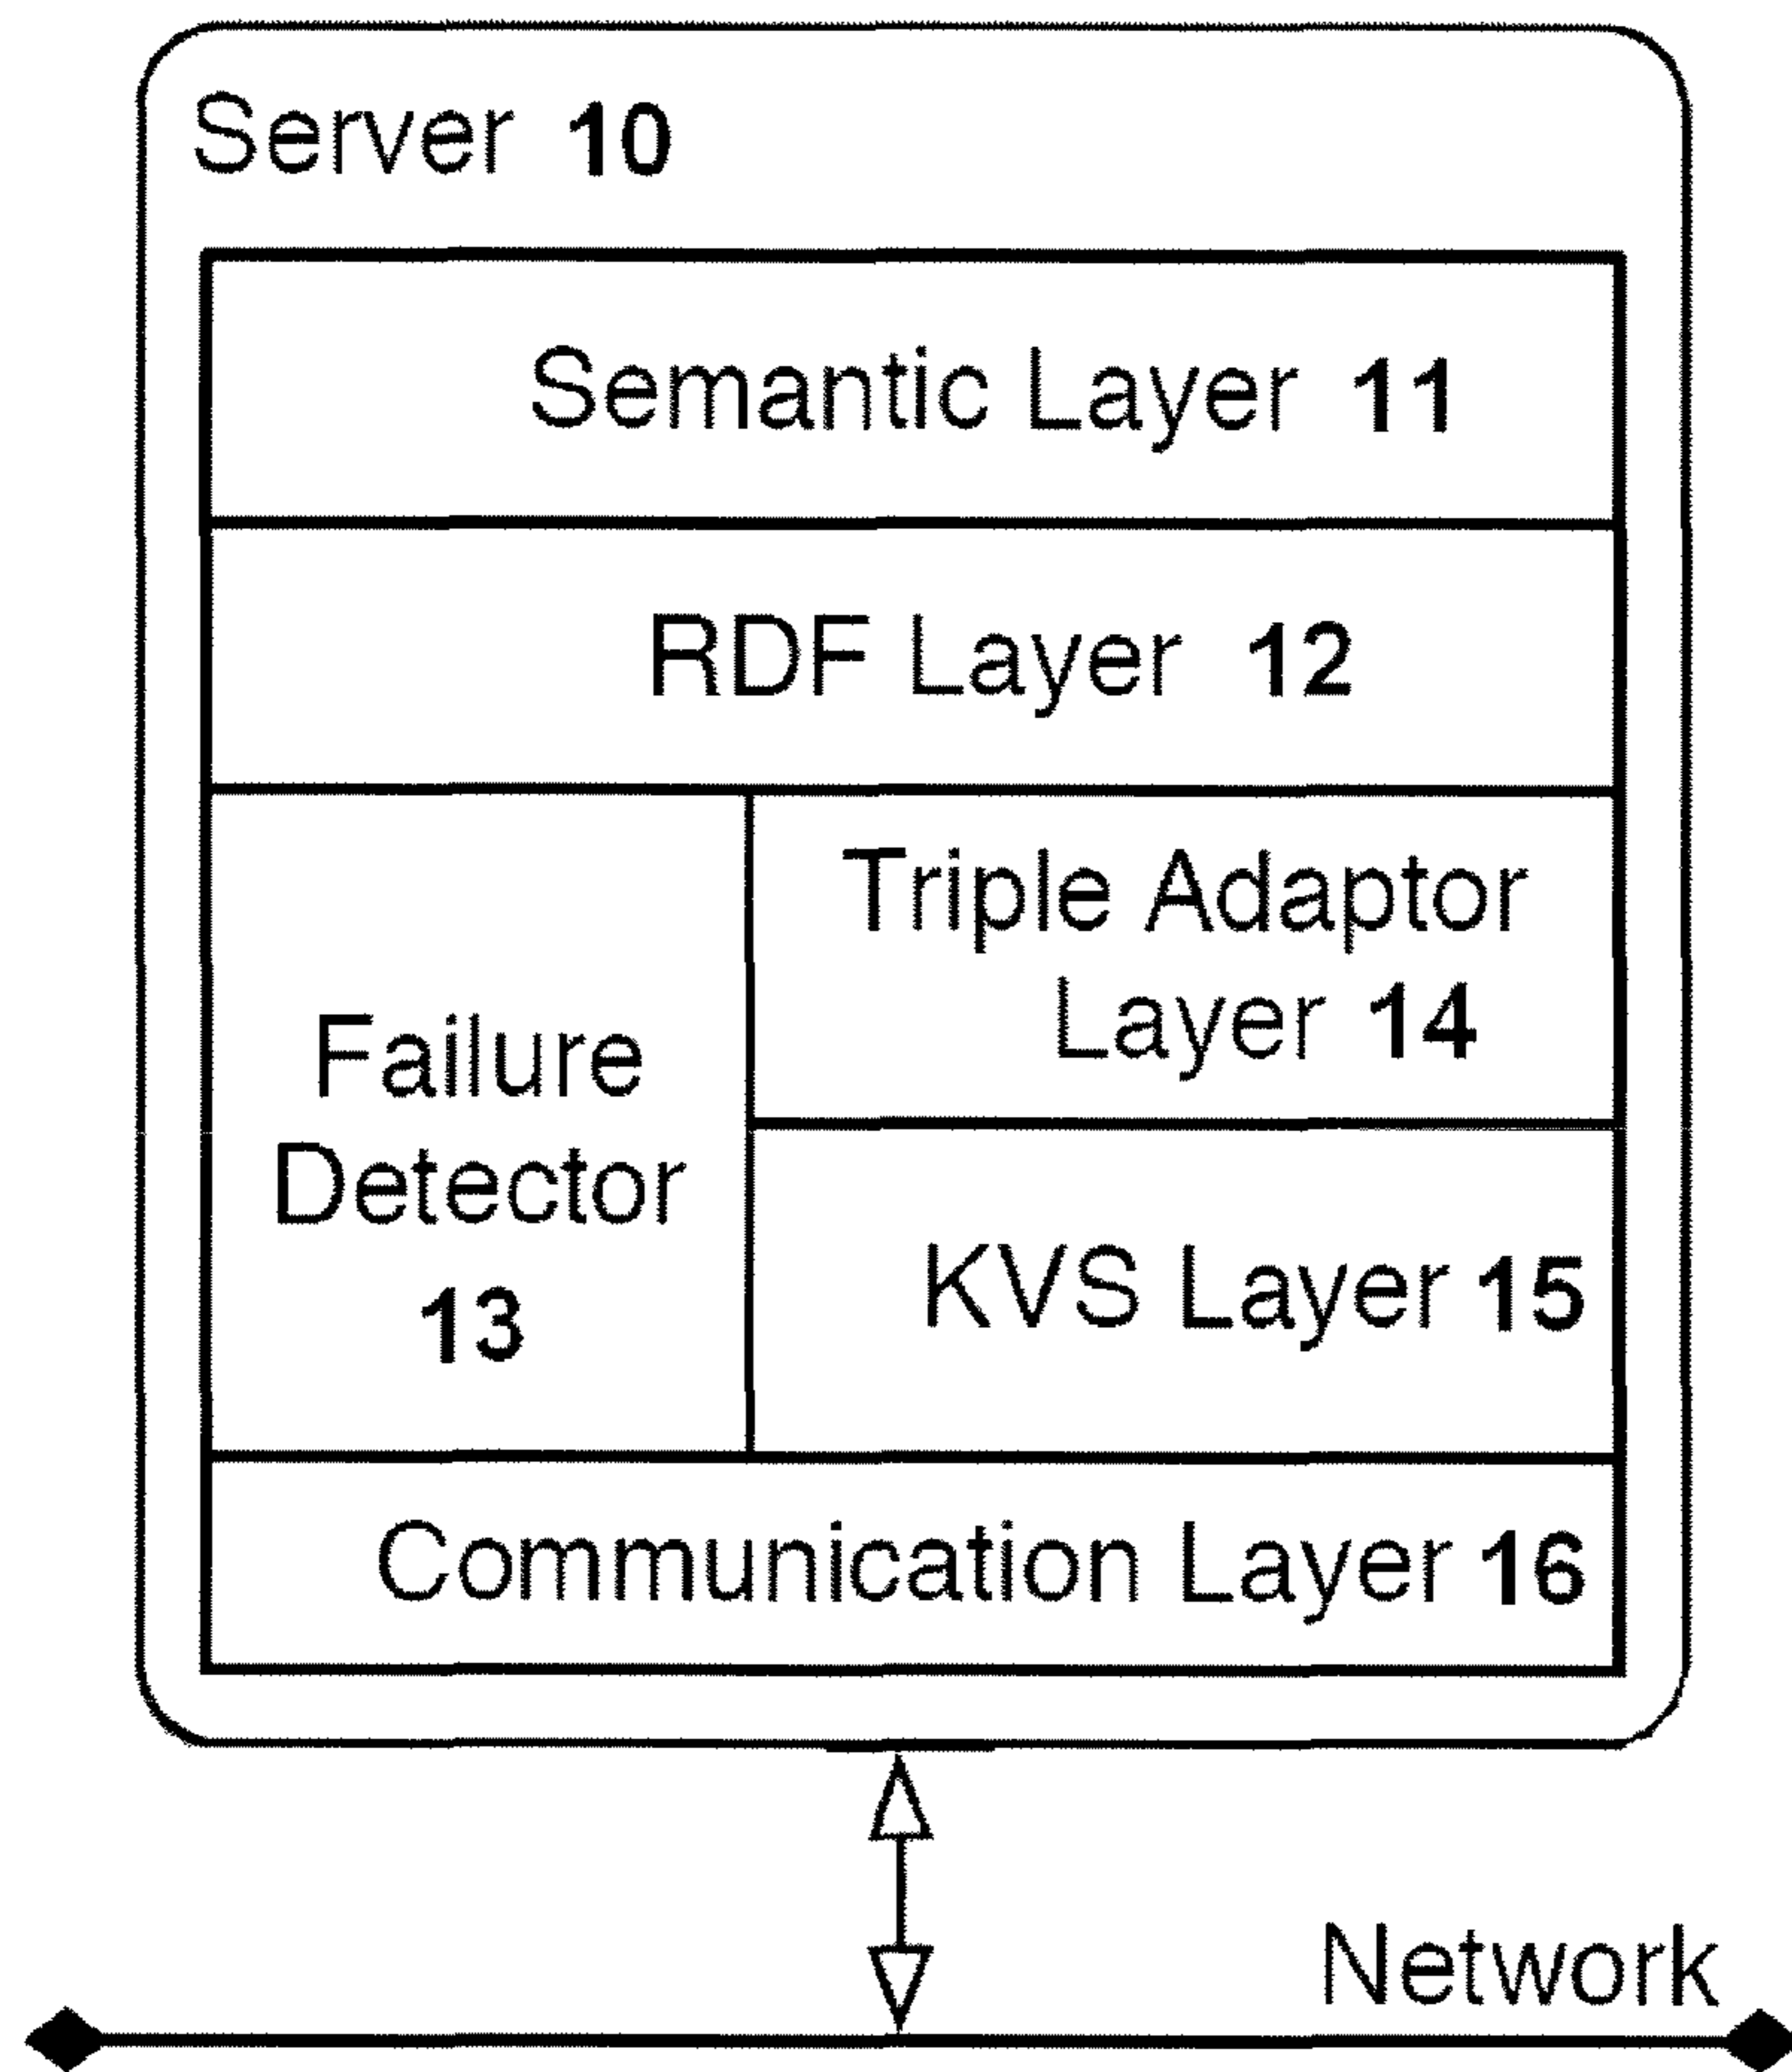 Server 10
Semantic Layer 11
RDF Layer 12
Failure
Detector
13
Triple Adaptor
Layer 14
KVS Layer 15
Communication Layer 16
Network